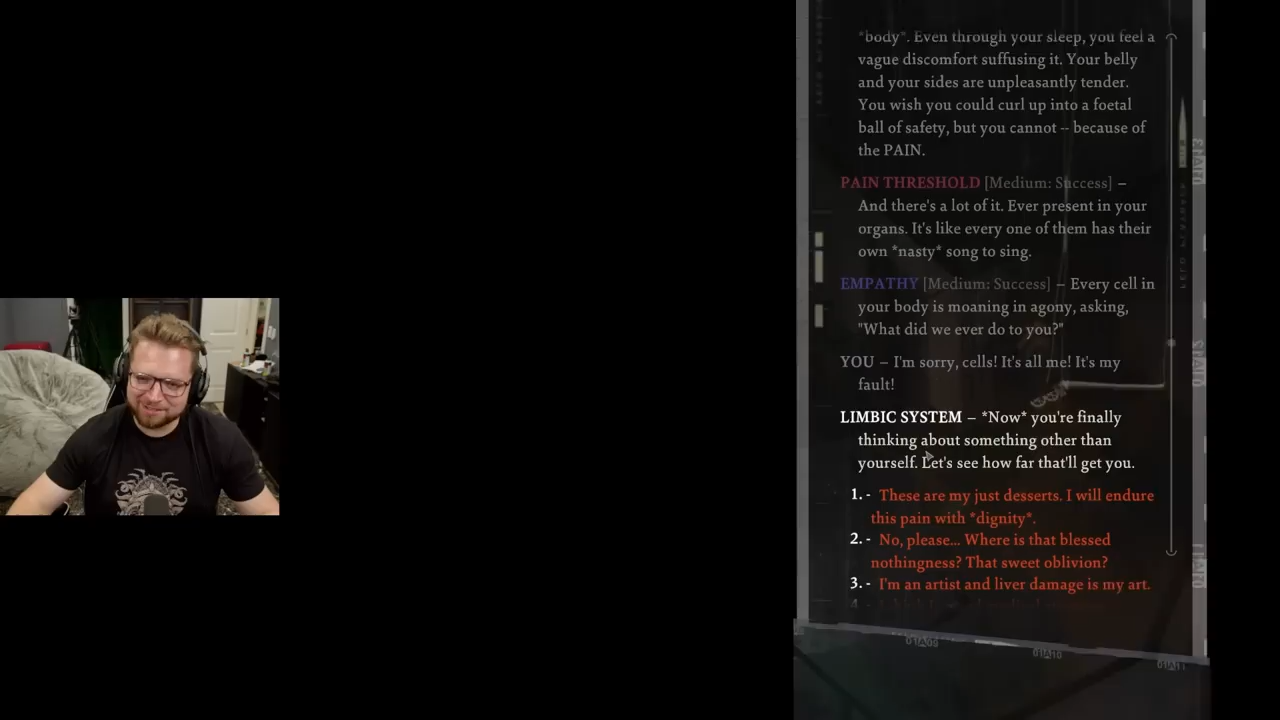 *body*. Even through your sleep, you feel a
vague discomfort suffusing it. Your belly
and your sides are unpleasantly tender.
You wish you could curl up into a foetal
ball of safety, but you cannot -- because of
the PAIN.
PAIN THRESHOLD [Medium: Success] –
And there's a lot of it. Ever present in your
organs. It's like every one of them has their
own *nasty* song to sing.
EMPATHY [Medium: Success] – Every cell in
your body is moaning in agony, asking,
"What did we ever do to you?"
YOU – I'm sorry, cells! It's all me! It's my
fault!
LIMBIC SYSTEM – *Now* you're finally
thinking about something other than
yourself. Let's see how far that'll get you.
1. - These are my just desserts. I will endure
this pain with *dignity*.
2. - No, please... Where is that blessed
nothingness? That sweet oblivion?
3. - I'm an artist and liver damage is my art.
4. -